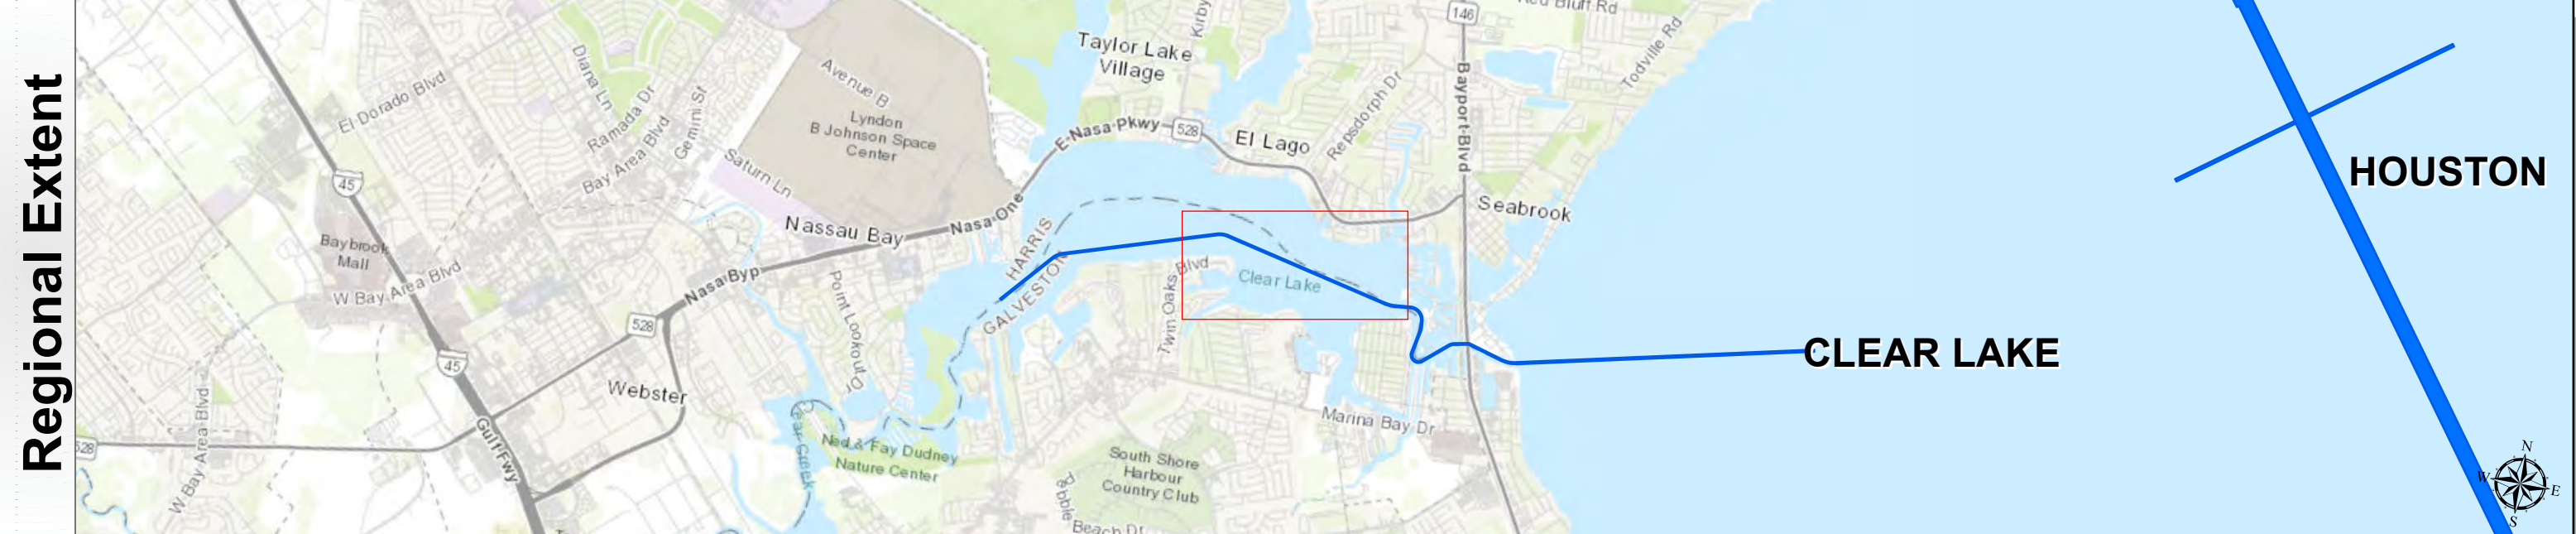 Regional Extent
Red Bluff Rd
146
Kirby
Taylor Lake
Village
Todville Rd
Diana Ln
Avenue B
El Dorado Blvd
Ramada Dr
Gemini St
Bayport Blvd
Repsdorph Dr
Lyndon
B Johnson Space
Center
E Nasa Pkwy
528
El Lago
Bay Area Blvd
Saturn Ln
HOUSTON
45
Seabrook
Nasa One
Nassau Bay
HARRIS
GALVESTON
Baybrook
Mall
W Bay Area Blvd
Nasa Byp
Point Lookout Dr
Twin Oaks Blvd
Clear Lake
528
CLEAR LAKE
45
Webster
W Bay Area Blvd
Gulf Fwy
528
Marina Bay Dr
Ned & Fay Dudney
Nature Center
ear Creek
South Shore
Harbour
Country Club
Beach Dr
N
W
E
S